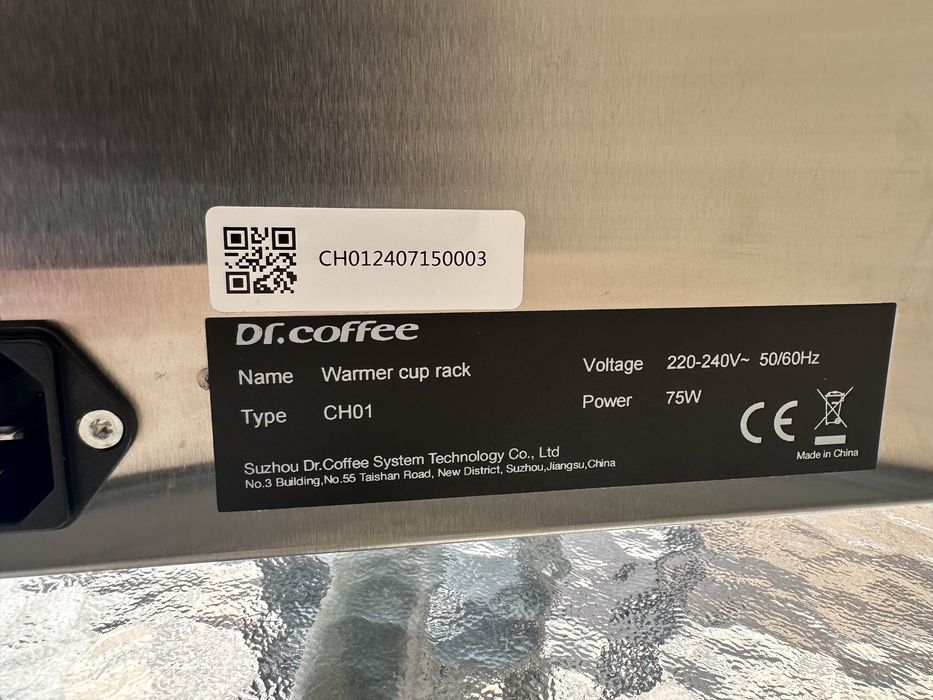 CH012407150003
Dr.coffee
Name Warmer cup rack
Voltage 220-240V~ 50/60Hz
Type CH01
Power 75W
CE
Made in China
Suzhou Dr.Coffee System Technology Co., Ltd
No.3 Building,No.55 Taishan Road, New District, Suzhou,Jiangsu,China